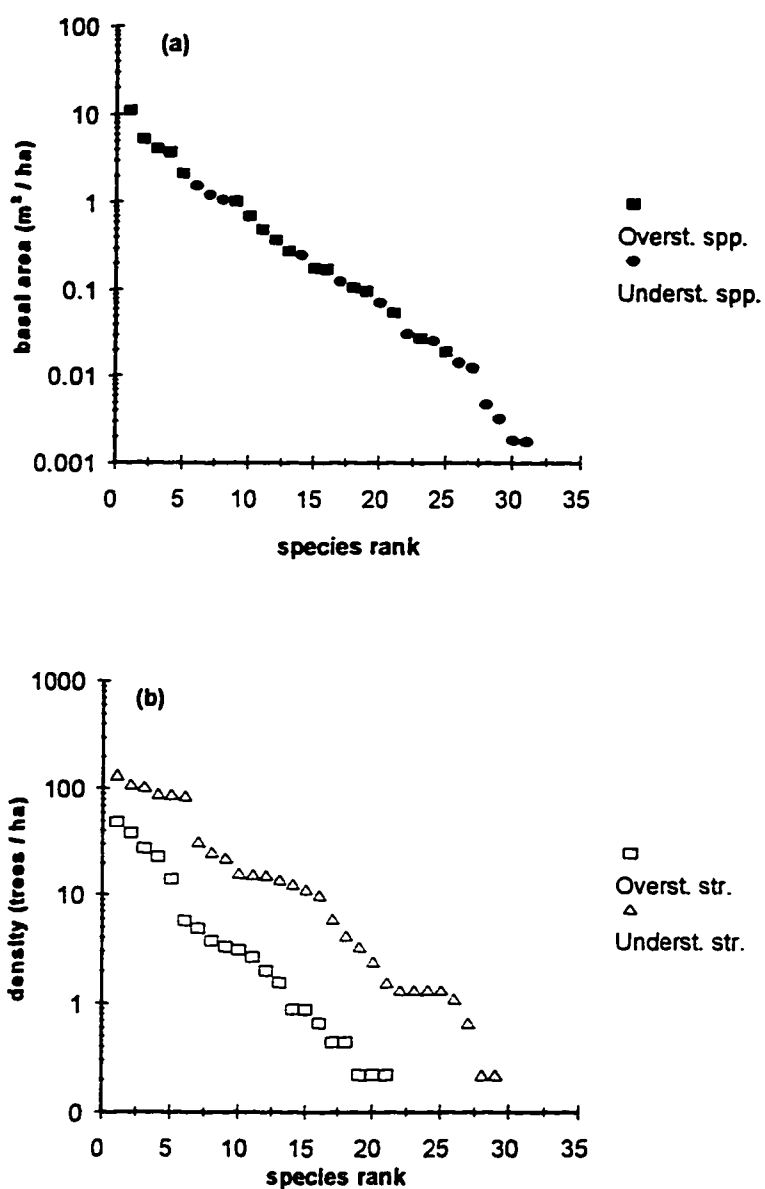 100
(a)
10
1
0.1
0.01
0.001
basal area (m² / ha)
0 5 10 15 20 25 30 35
species rank
Overst. spp.
Underst. spp.
1000
(b)
100
10
1
0
density (trees / ha)
0 5 10 15 20 25 30 35
species rank
Overst. str.
Underst. str.